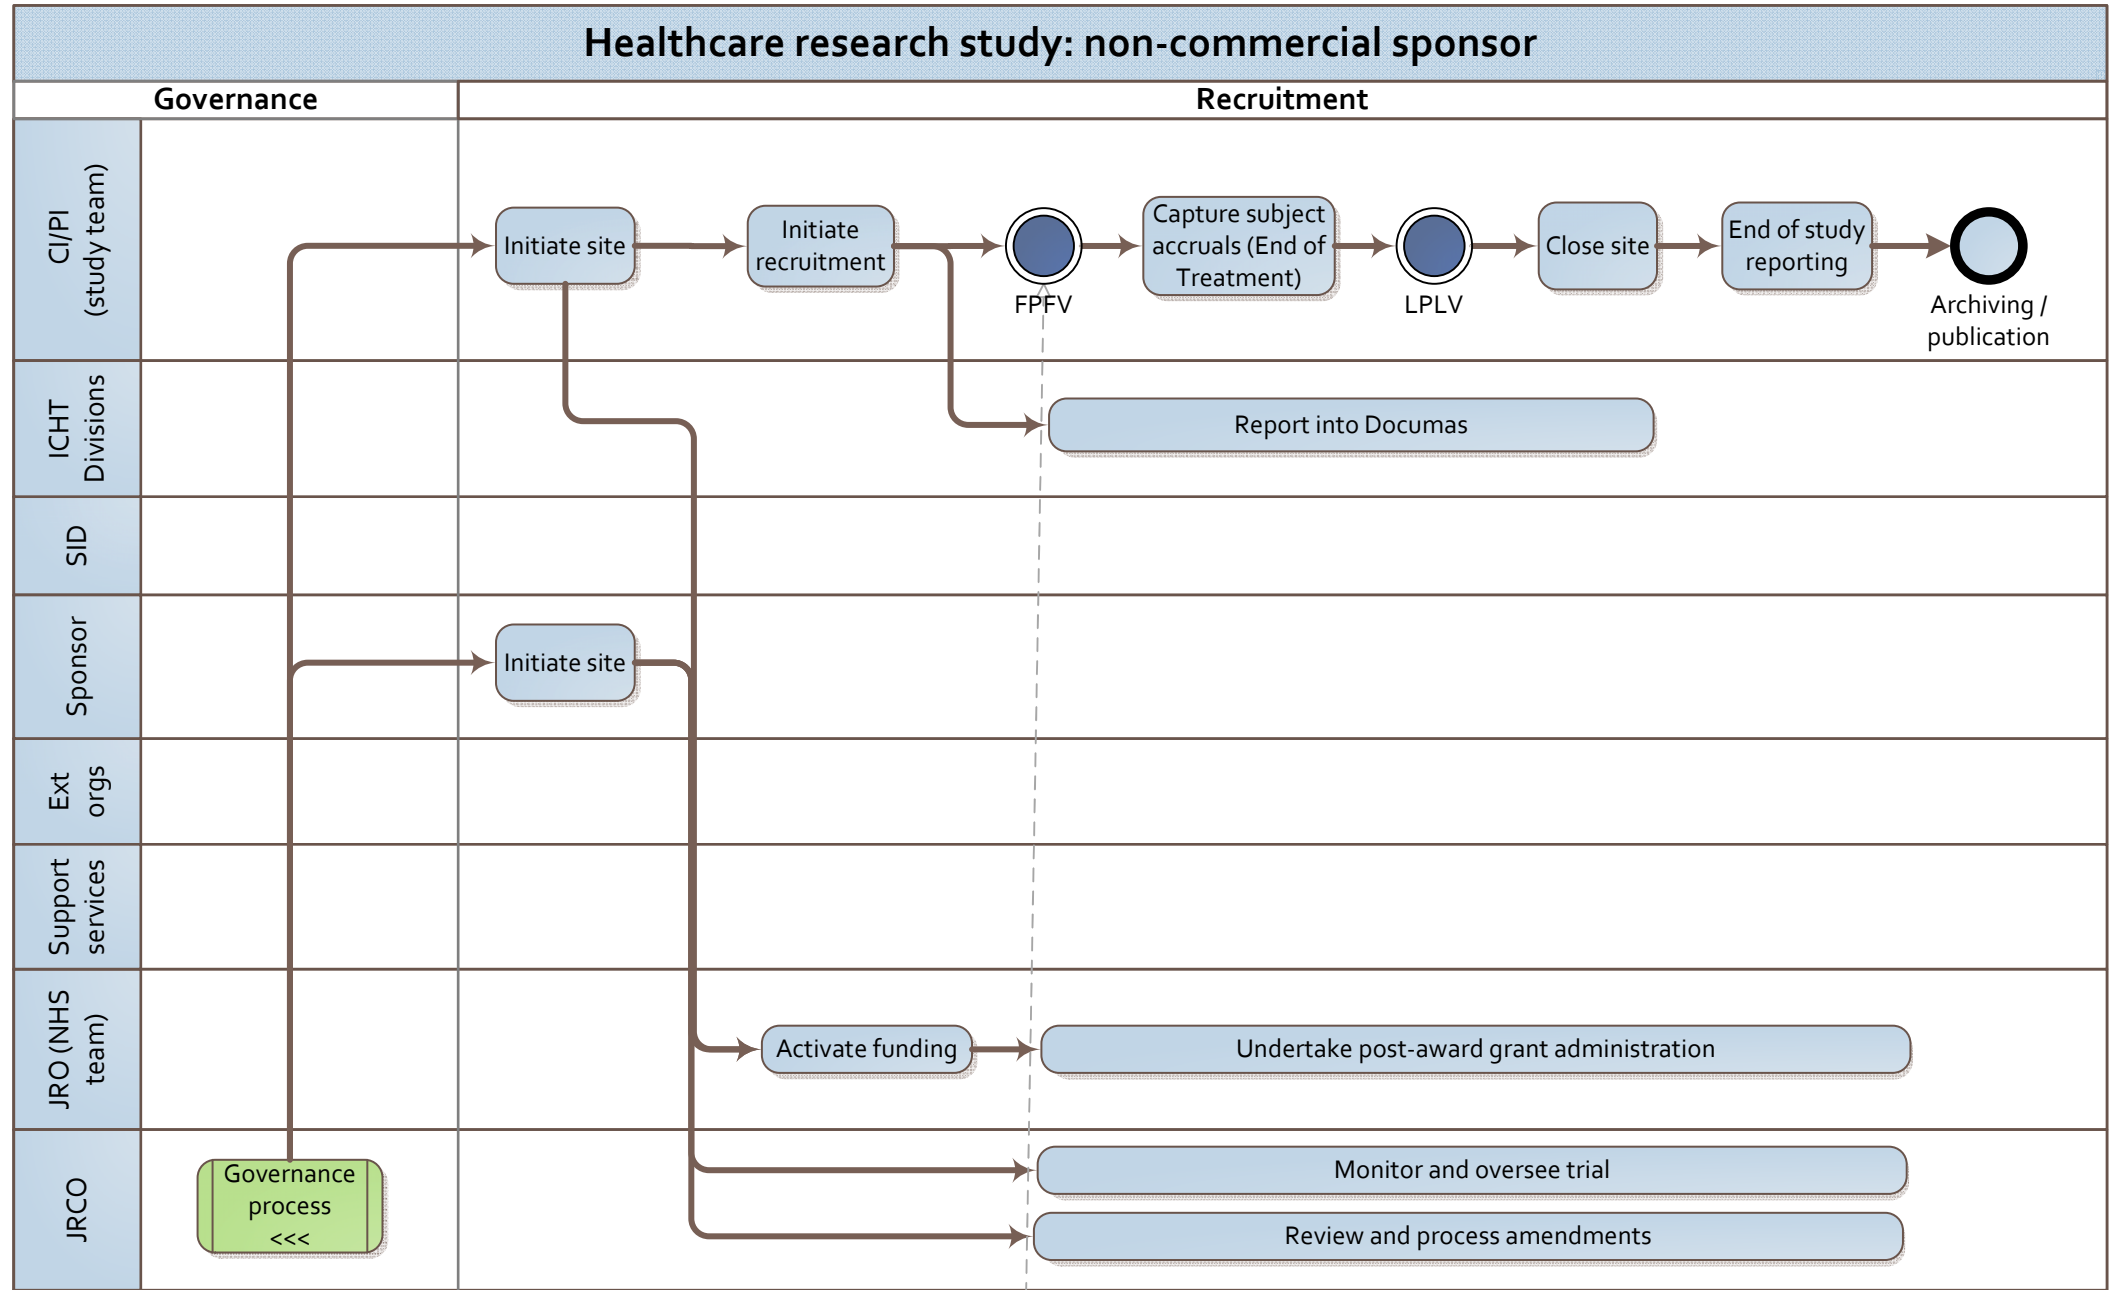 Healthcare research study: non-commercial sponsor
Governance
Recruitment
CI/PI
(study team)
Initiate site
Initiate
recruitment
FPFV
Capture subject
accruals (End of
Treatment)
LPLV
Close site
End of study
reporting
Archiving /
publication
ICHT
Divisions
Report into Documas
SID
Sponsor
Initiate site
Ext
orgs
Support
services
JRO (NHS
team)
Activate funding
Undertake post-award grant administration
JRCO
Governance
process
<<<
Monitor and oversee trial
Review and process amendments